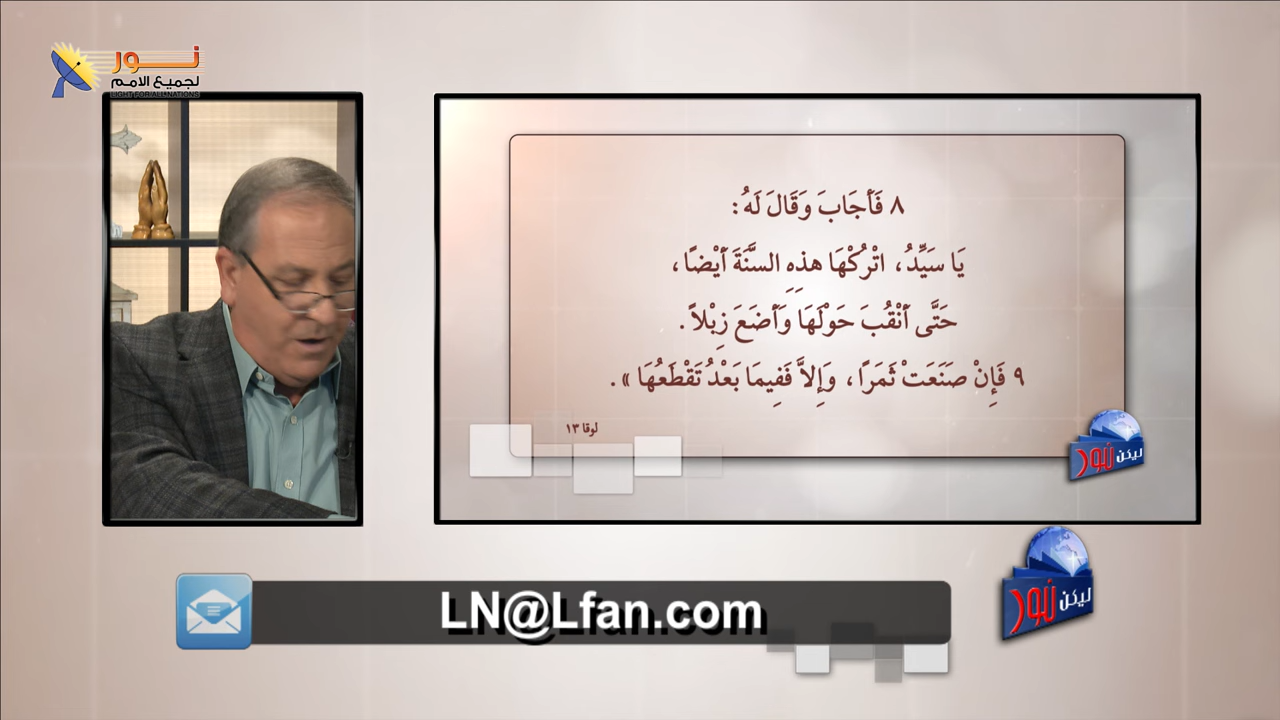 نور
لجميع الامم
LIGHT FOR ALL NATIONS
٨ فَأَجَابَ وَقَالَ لَهُ:
يَا سَيِّدُ، اتْرُكْهَا هذِهِ السَّنَةَ أَيْضًا،
حَتَّى أَنْقُبَ حَوْلَهَا وَأَضَعَ زِبْلاً.
٩ فَإِنْ صَنَعَتْ ثَمَرًا، وَإِلاَّ فَفِيمَا بَعْدُ تَقْطَعُهَا».
لوقا ١٣
ليكن نور
LN@Lfan.com
ليكن نور